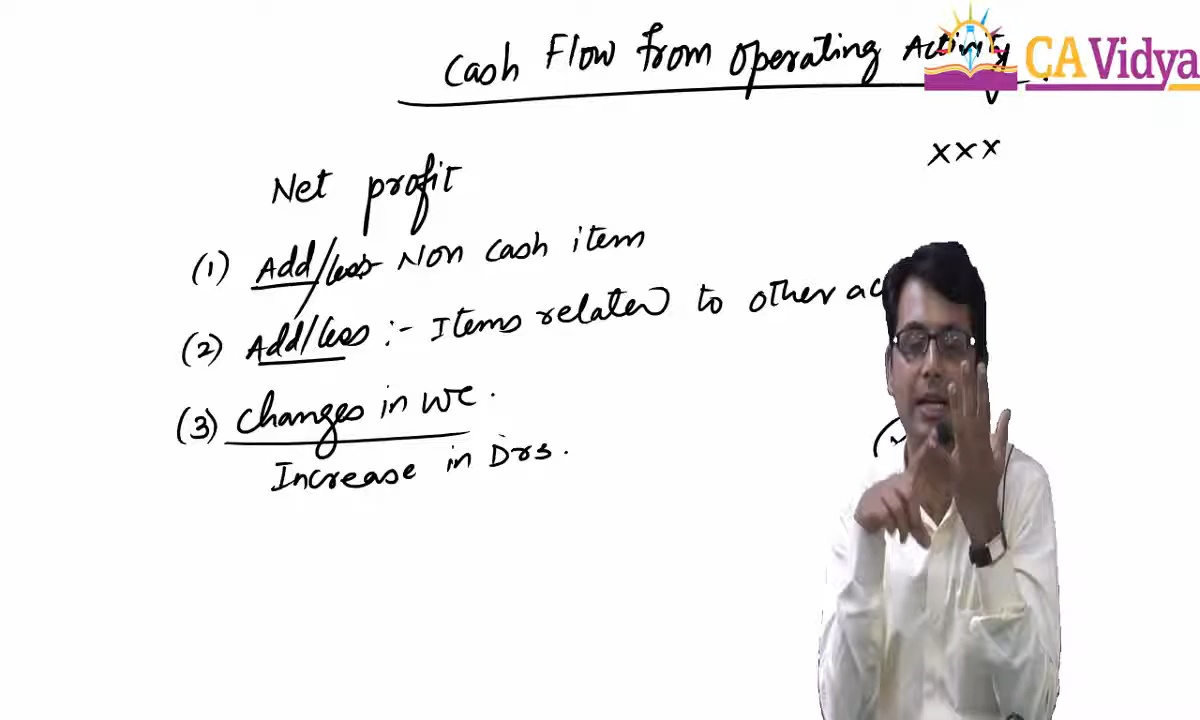 Cash Flow from Operating Activity
CA Vidya
Net profit
xxx
(1) Add/less- Non cash item
(2) Add/less :- Items related to other
(3) Changes in WC.
Increase in Drs.